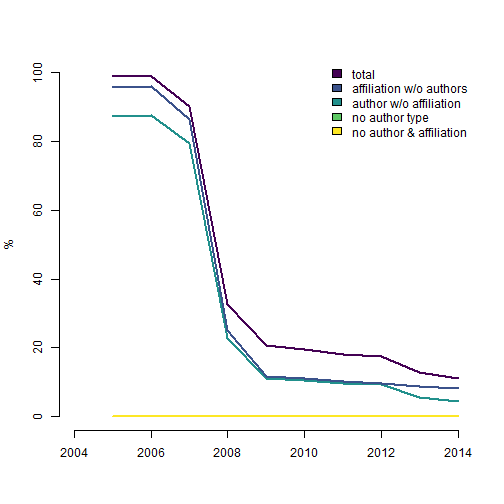 total
affiliation w/o authors
author w/o affiliation
no author type
no author & affiliation
100
80
60
40
20
0
%
2004 2006 2008 2010 2012 2014